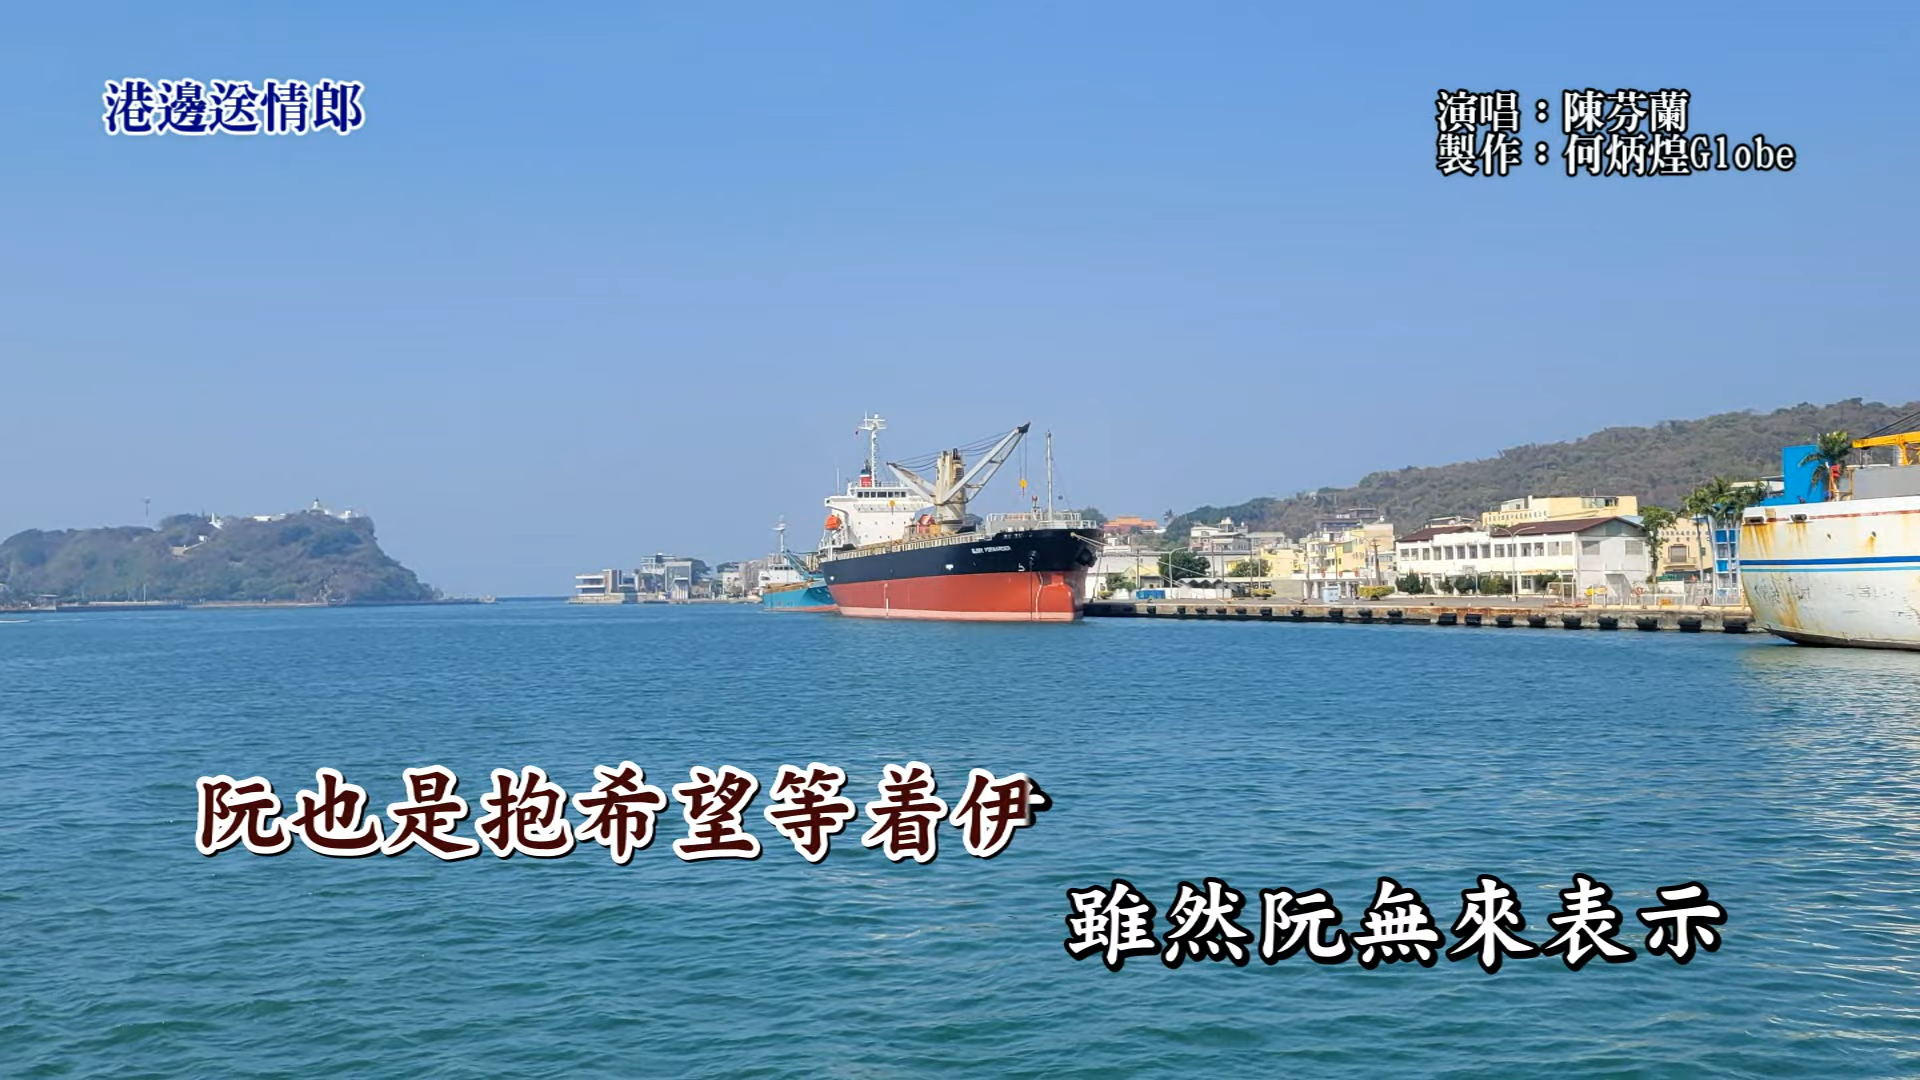 港邊送情郎
演唱：陳芬蘭
製作：何炳煌Globe
阮也是抱希望等着伊
雖然阮無來表示